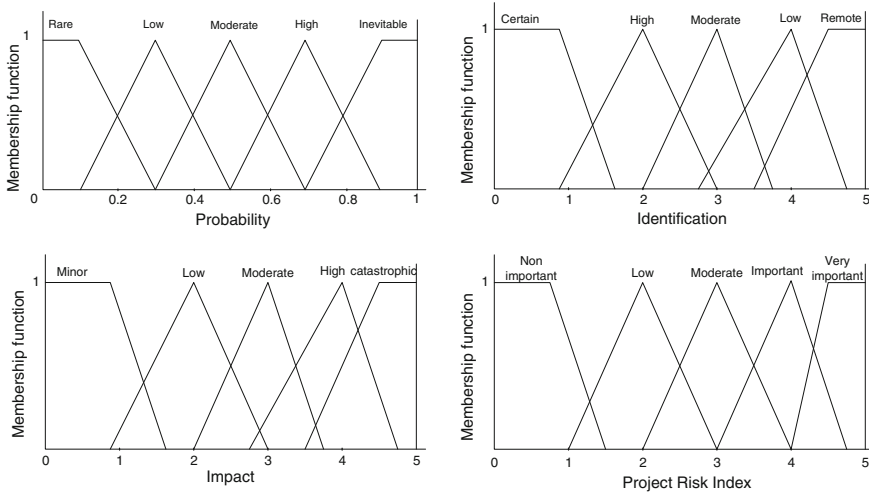 Rare Low Moderate High Inevitable
1
Membership function
0
0.2 0.4 0.6 0.8 1
Probability
Certain High Moderate Low Remote
1
Membership function
0 1 2 3 4 5
Identification
Minor Low Moderate High catastrophic
1
Membership function
0 1 2 3 4 5
Impact
Non important Low Moderate Important Very important
1
Membership function
0 1 2 3 4 5
Project Risk Index